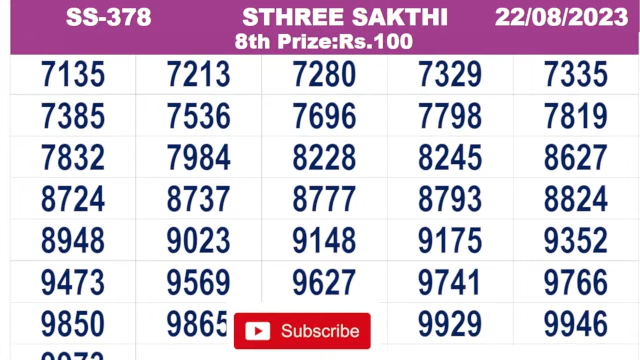 SS-378 STHREE SAKTHI 22/08/2023
8th Prize:Rs.100
7135 7213 7280 7329 7335
7385 7536 7696 7798 7819
7832 7984 8228 8245 8627
8724 8737 8777 8793 8824
8948 9023 9148 9175 9352
9473 9569 9627 9741 9766
9850 9865 Subscribe 9929 9946